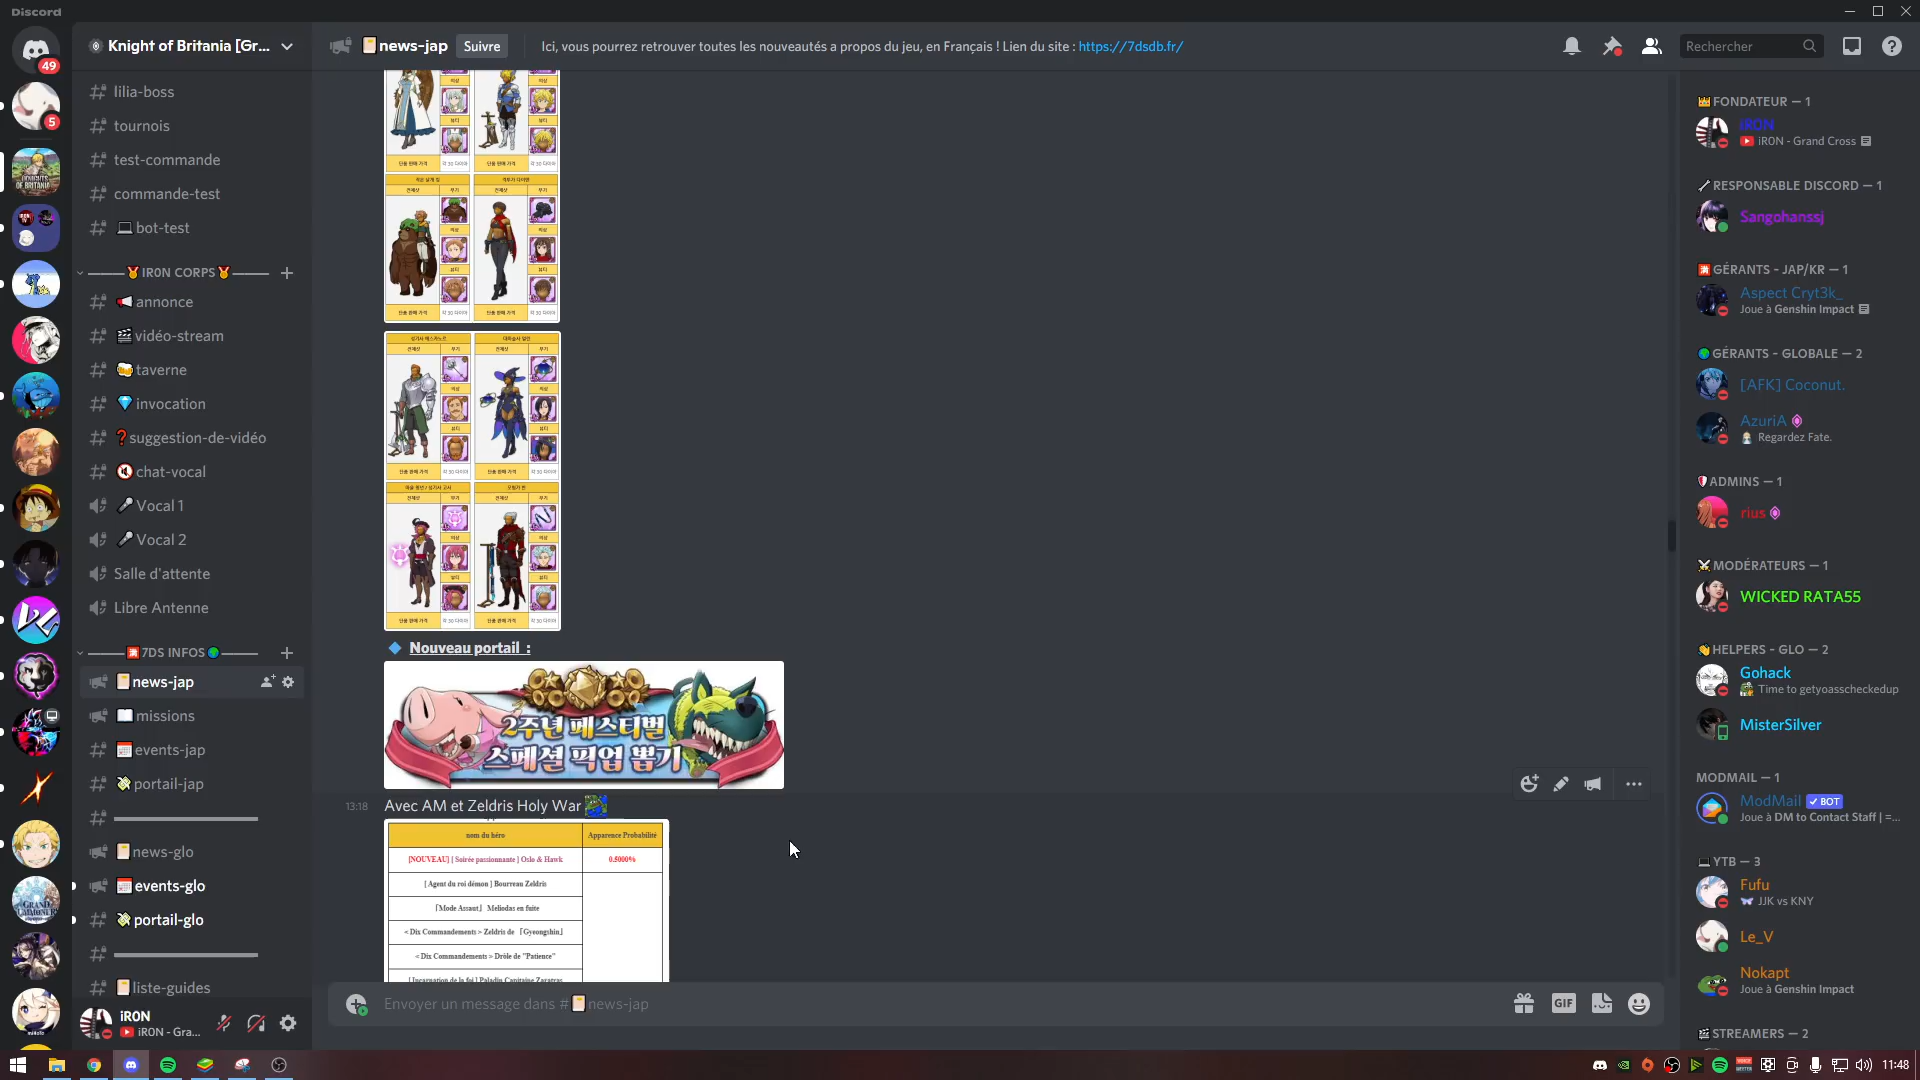 Discord
Knight of Britania [Gr...
news-jap
Suivre
Ici, vous pourrez retrouver toutes les nouveautés a propos du jeu, en Français ! Lien du site : https://7dsdb.fr/
Rechercher
49
5
lilia-boss
tournois
test-commande
commande-test
bot-test
IRON CORPS
annonce
vidéo-stream
taverne
invocation
suggestion-de-vidéo
chat-vocal
Vocal 1
Vocal 2
Salle d'attente
Libre Antenne
7DS INFOS
news-jap
missions
events-jap
portail-jap
news-glo
events-glo
portail-glo
liste-guides
iRON
iRON - Gra...
Nouveau portail :
2주년 페스티벌
스페셜 픽업 뽑기
13:18
Avec AM et Zeldris Holy War
nom du héro
Apparence Probabilité
[NOUVEAU] [ Soirée passionnante ] Oslo & Hawk
0.5000%
[ Agent du roi démon ] Bourreau Zeldris
「Mode Assaut」 Meliodas en fuite
< Dix Commandements > Zeldris de 「Gyeongshin」
< Dix Commandements > Drôle de "Patience"
[ Incarnation de la foi ] Paladin Capitaine Zaratras
Envoyer un message dans #news-jap
GIF
FONDATEUR — 1
iRON
iRON - Grand Cross
RESPONSABLE DISCORD — 1
Sangohanssj
GÉRANTS - JAP/KR — 1
Aspect Cryt3k_
Joue à Genshin Impact
GÉRANTS - GLOBALE — 2
[AFK] Coconut.
AzuriA
Regardez Fate.
ADMINS — 1
rius
MODÉRATEURS — 1
WICKED RATA55
HELPERS - GLO — 2
Gohack
Time to getyoasscheckedup
MisterSilver
MODMAIL — 1
ModMail
BOT
Joue à DM to Contact Staff | =...
YTB — 3
Fufu
JJK vs KNY
Le_V
Nokapt
Joue à Genshin Impact
STREAMERS — 2
11:48